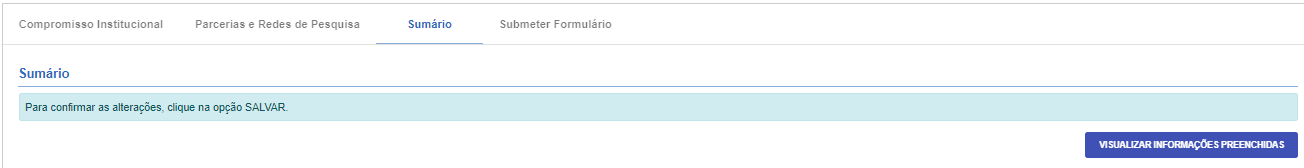 Compromisso Institucional Parcerias e Redes de Pesquisa Sumário Submeter Formulário
Sumário
Para confirmar as alterações, clique na opção SALVAR.
VISUALIZAR INFORMAÇÕES PREENCHIDAS